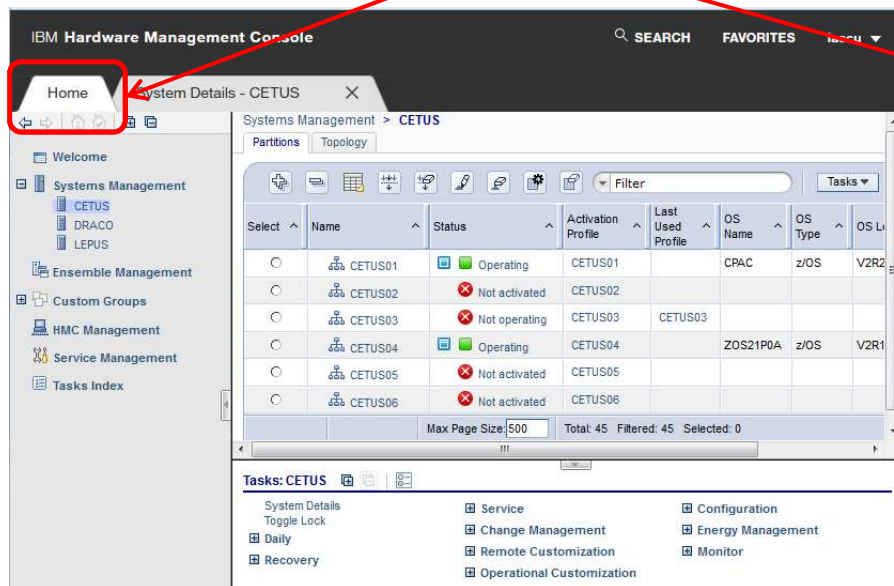 IBM Hardware Management Console
SEARCH FAVORITES
Home System Details - CETUS
Systems Management > CETUS
Partitions Topology
Welcome
Systems Management
CETUS
DRACO
LEPUS
Ensemble Management
Custom Groups
HMC Management
Service Management
Tasks Index
Filter Tasks
Select Name Status Activation Profile Last Used Profile OS Name OS Type OS
CETUS01 Operating CETUS01 CPAC z/OS V2R2
CETUS02 Not activated CETUS02
CETUS03 Not operating CETUS03 CETUS03
CETUS04 Operating CETUS04 ZOS21P0A z/OS V2R1
CETUS05 Not activated CETUS05
CETUS06 Not activated CETUS06
Max Page Size: 500 Total: 45 Filtered: 45 Selected: 0
Tasks: CETUS
System Details
Toggle Lock
Daily
Recovery
Service
Change Management
Remote Customization
Operational Customization
Configuration
Energy Management
Monitor